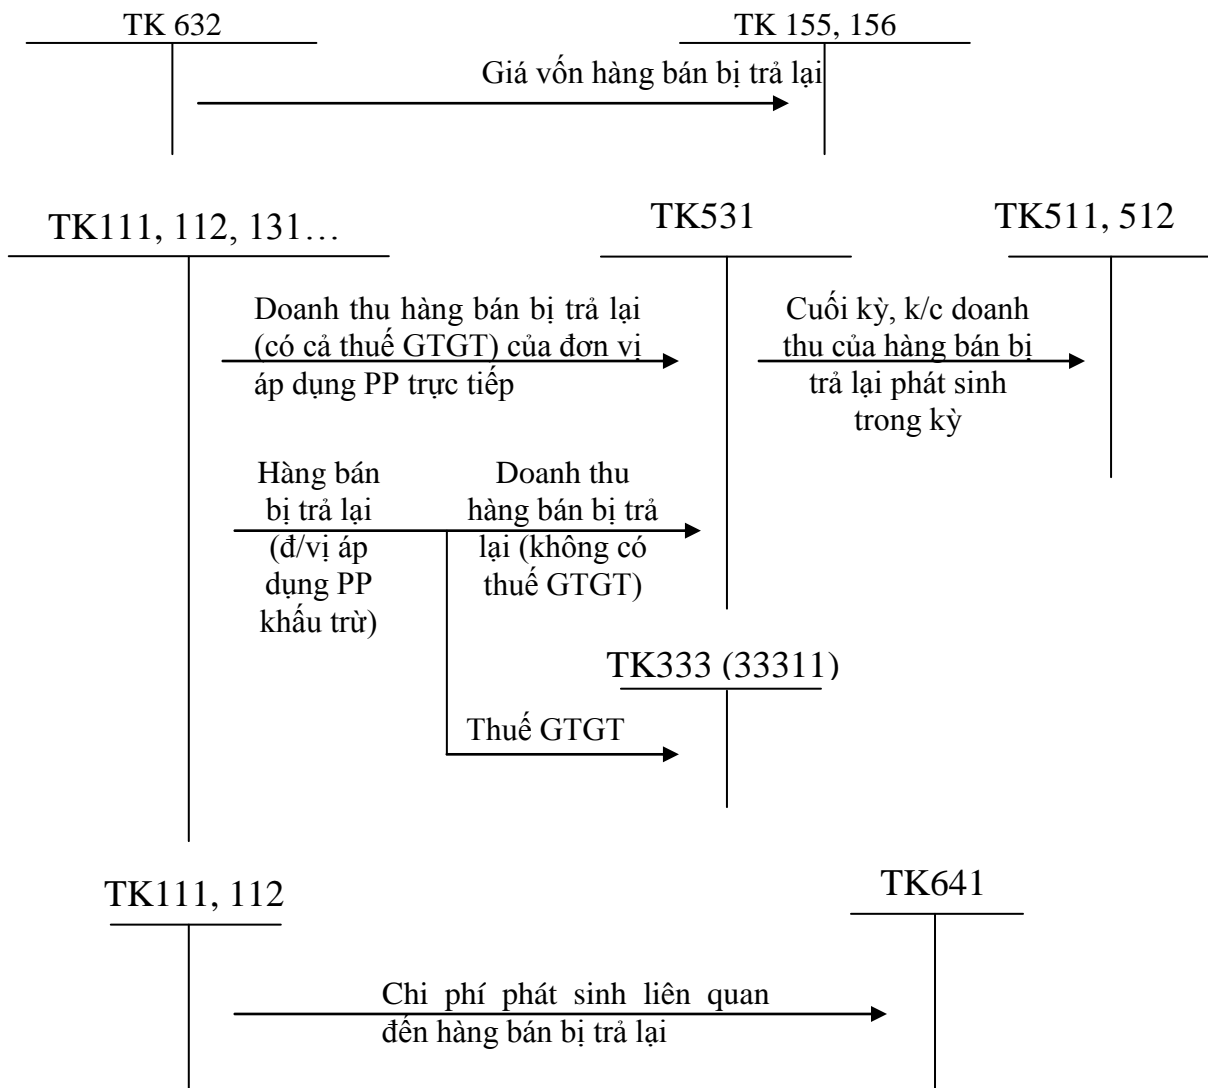 TK 632
TK 155, 156
Giá vốn hàng bán bị trả lại
TK111, 112, 131…
TK531
TK511, 512
Doanh thu hàng bán bị trả lại
(có cả thuế GTGT) của đơn vị
áp dụng PP trực tiếp
Cuối kỳ, k/c doanh
thu của hàng bán bị
trả lại phát sinh
trong kỳ
Hàng bán
bị trả lại
(đ/vị áp
dụng PP
khấu trừ)
Doanh thu
hàng bán bị trả
lại (không có
thuế GTGT)
TK333 (33311)
Thuế GTGT
TK111, 112
TK641
Chi phí phát sinh liên quan
đến hàng bán bị trả lại